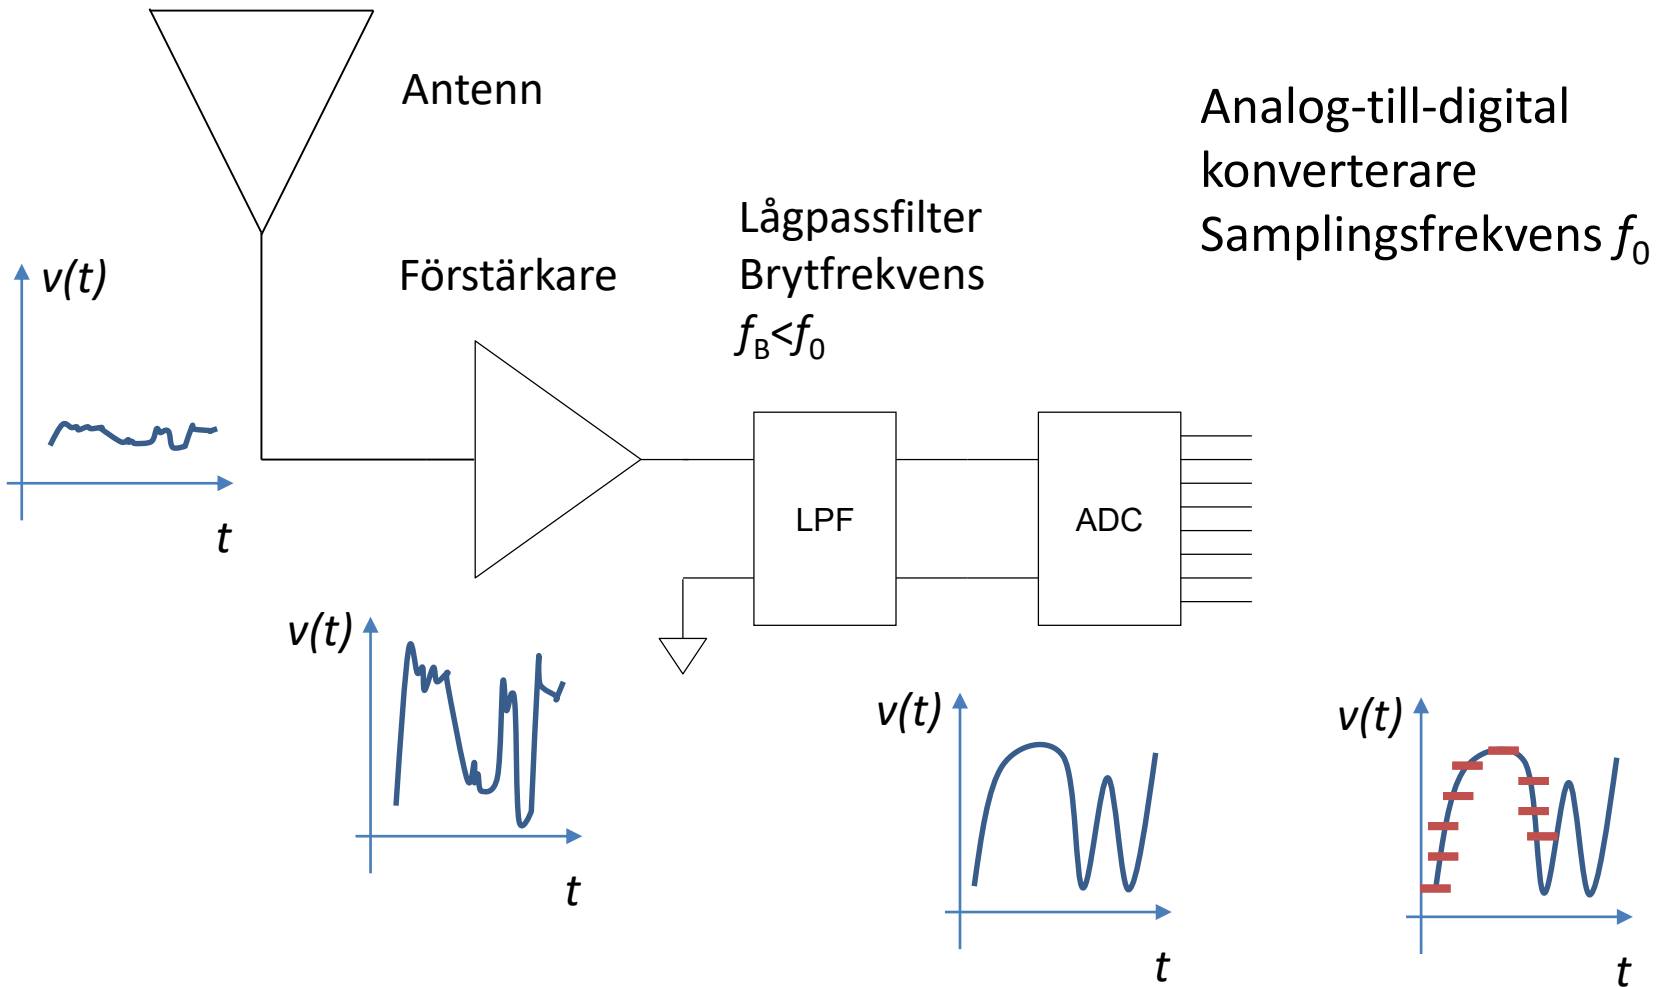 Antenn
Analog-till-digital
konverterare
Samplingsfrekvens f0
Lågpassfilter
Brytfrekvens
fB<f0
Förstärkare
v(t)
t
LPF
ADC
v(t)
t
v(t)
t
v(t)
t